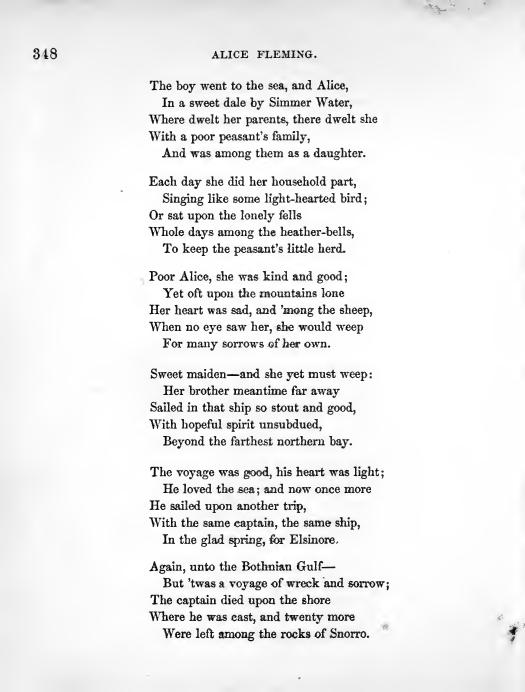 348 ALICE FLEMING.
The boy went to the sea, and Alice,
In a sweet dale by Simmer Water,
Where dwelt her parents, there dwelt she
With a poor peasant's family,
And was among them as a daughter.
Each day she did her household part,
Singing like some light-hearted bird;
Or sat upon the lonely fells
Whole days among the heather-bells,
To keep the peasant's little herd.
Poor Alice, she was kind and good;
Yet oft upon the mountains lone
Her heart was sad, and 'mong the sheep,
When no eye saw her, she would weep
For many sorrows of her own.
Sweet maiden—and she yet must weep:
Her brother meantime far away
Sailed in that ship so stout and good,
With hopeful spirit unsubdued,
Beyond the farthest northern bay.
The voyage was good, his heart was light;
He loved the sea; and now once more
He sailed upon another trip,
With the same captain, the same ship,
In the glad spring, for Elsinore.
Again, unto the Bothnian Gulf—
But 'twas a voyage of wreck and sorrow;
The captain died upon the shore
Where he was cast, and twenty more
Were left among the rocks of Snorro.